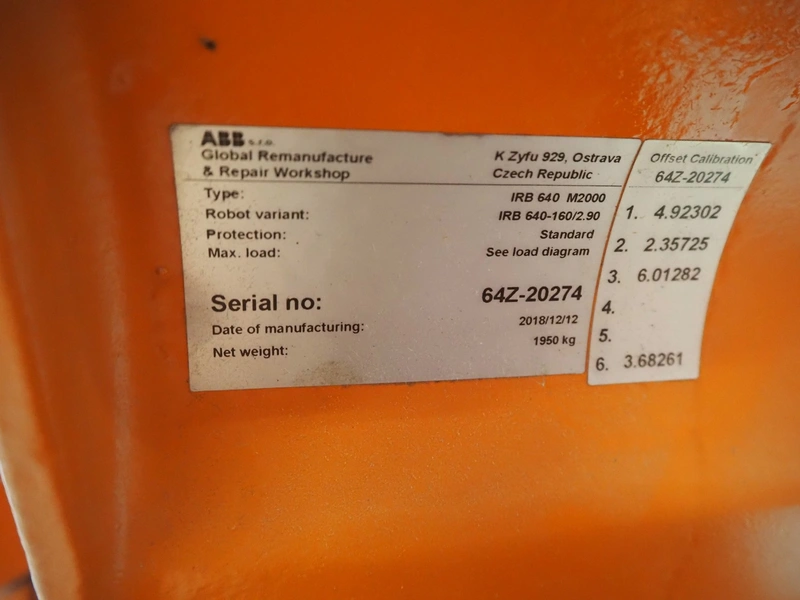 ABB s.r.o.
Global Remanufacture
& Repair Workshop
K Zyfu 929, Ostrava
Czech Republic
Type: IRB 640 M2000
Robot variant: IRB 640-160/2.90
Protection: Standard
Max. load: See load diagram
Serial no: 64Z-20274
Date of manufacturing: 2018/12/12
Net weight: 1950 kg
Offset Calibration
64Z-20274
1. 4.92302
2. 2.35725
3. 6.01282
4.
5.
6. 3.68261